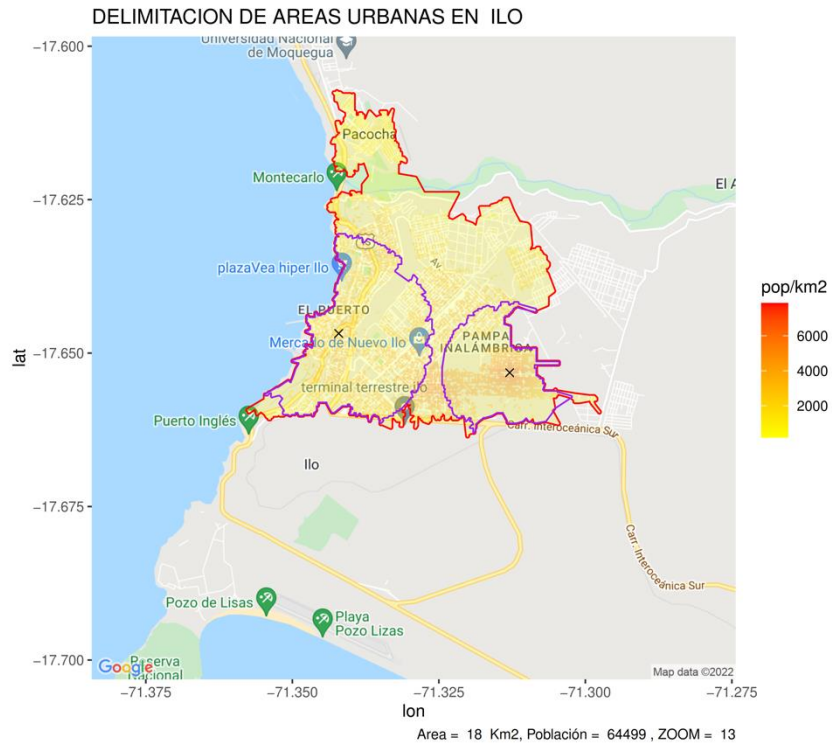 DELIMITACION DE AREAS URBANAS EN ILO
Universidad Nacional
de Moquegua
Pacocha
Montecarlo
El A
plazaVea hiper Ilo
Av.
EL PUERTO
Mercado de Nuevo Ilo
PAMPA
INALÁMBRICA
terminal terrestre ilo
Puerto Inglés
Carr. Interoceánica Sur
Ilo
Carr. Interoceánica Sur
Pozo de Lisas
Playa
Pozo Lizas
Reserva
Nacional
Google
Map data ©2022
−17.600
−17.625
−17.650
−17.675
−17.700
lat
−71.375
−71.350
−71.325
−71.300
−71.275
lon
pop/km2
6000
4000
2000
Area = 18 Km2, Población = 64499 , ZOOM = 13